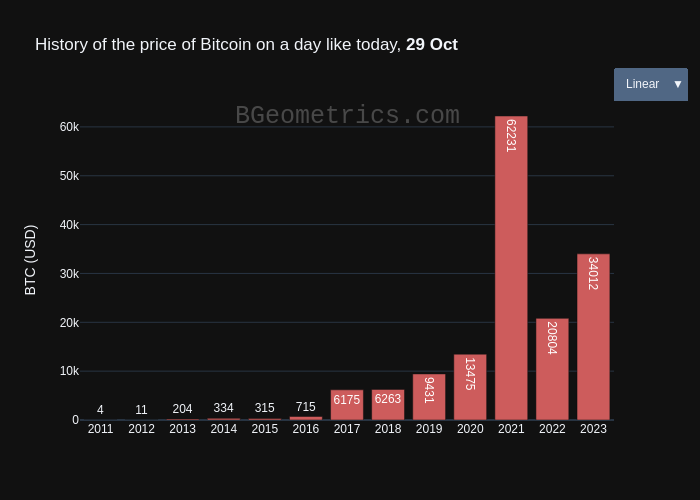 History of the price of Bitcoin on a day like today, 29 Oct
Linear ▼
BGeometrics.com
60k
50k
40k
30k
20k
10k
0
BTC (USD)
4
11
204
334
315
715
6175
6263
9431
13475
62231
20804
34012
2011 2012 2013 2014 2015 2016 2017 2018 2019 2020 2021 2022 2023